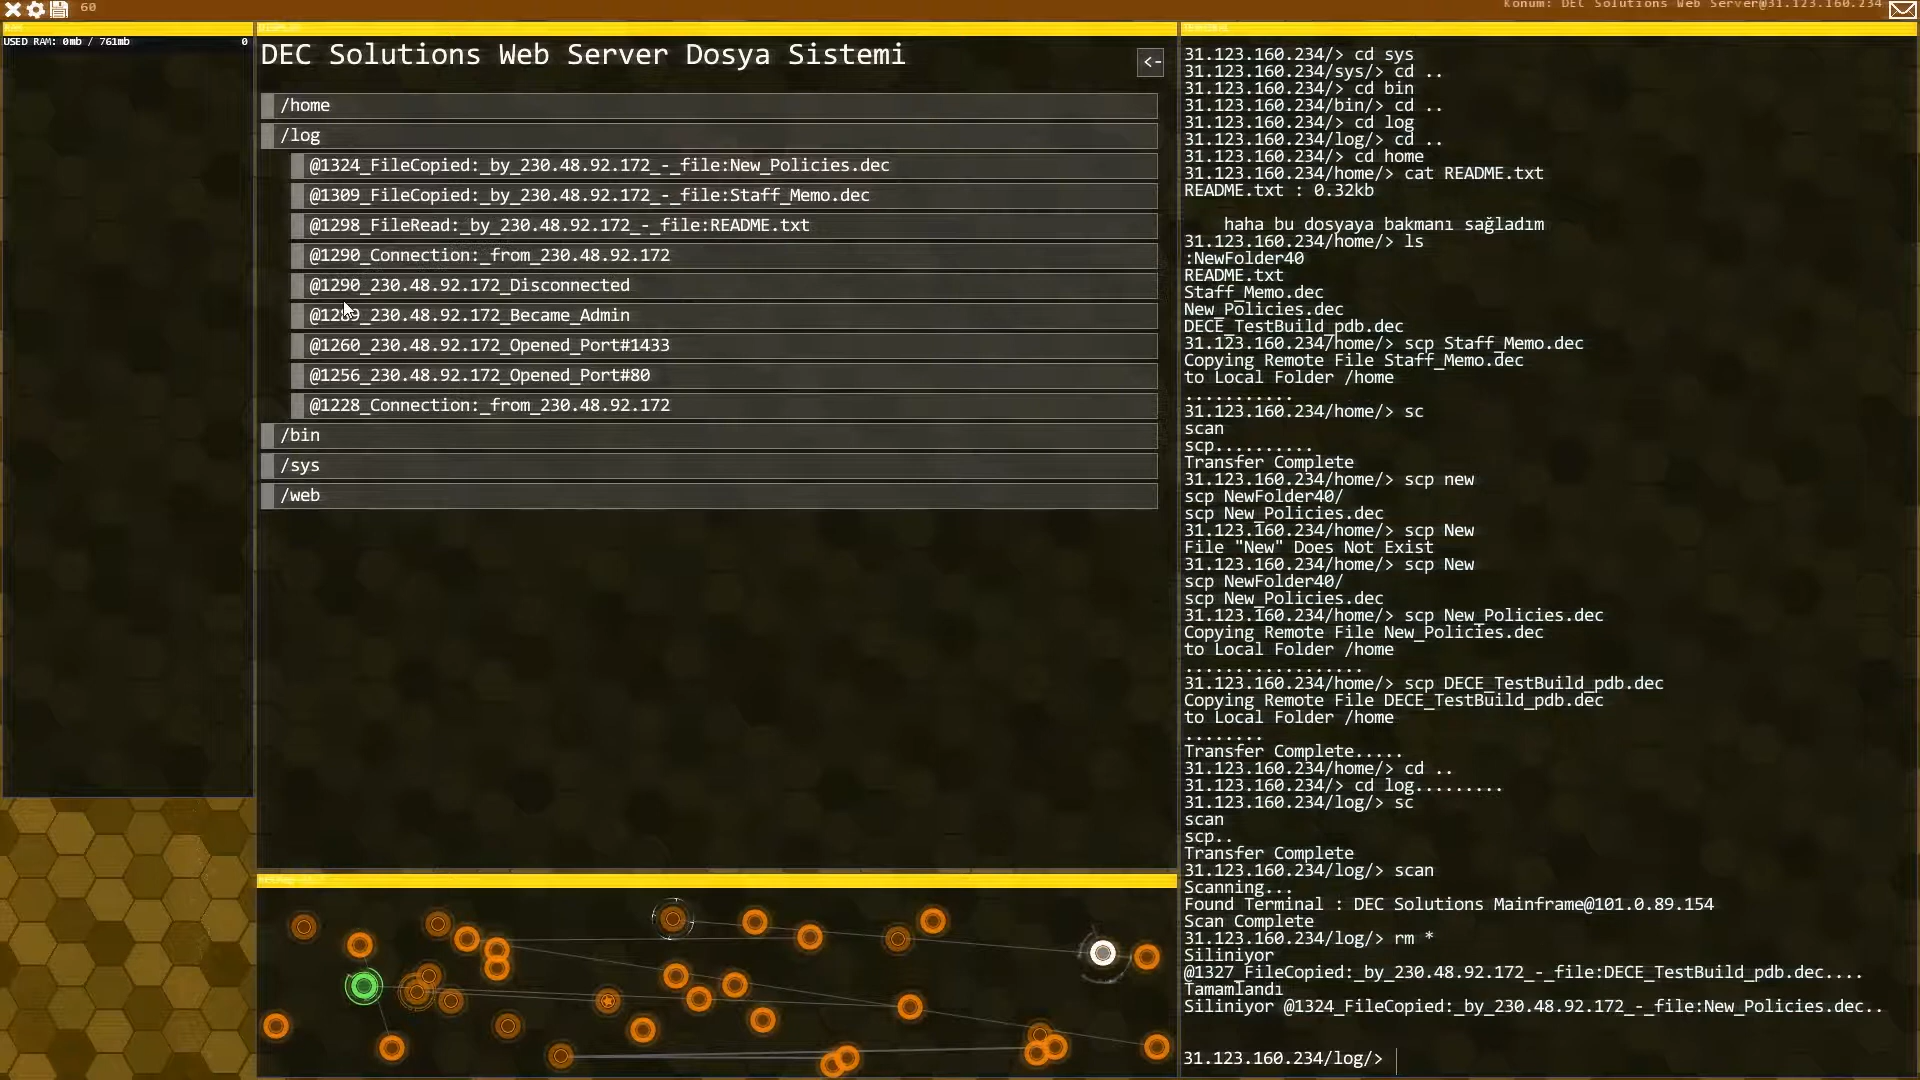 60
Konum: DEC Solutions Web Server@31.123.160.234
USED RAM: 0mb / 761mb
0
DEC Solutions Web Server Dosya Sistemi
<-
/home
/log
@1324_FileCopied:_by_230.48.92.172_-_file:New_Policies.dec
@1309_FileCopied:_by_230.48.92.172_-_file:Staff_Memo.dec
@1298_FileRead:_by_230.48.92.172_-_file:README.txt
@1290_Connection:_from_230.48.92.172
@1290_230.48.92.172_Disconnected
@1289_230.48.92.172_Became_Admin
@1260_230.48.92.172_Opened_Port#1433
@1256_230.48.92.172_Opened_Port#80
@1228_Connection:_from_230.48.92.172
/bin
/sys
/web
31.123.160.234/> cd sys
31.123.160.234/sys/> cd ..
31.123.160.234/> cd bin
31.123.160.234/bin/> cd ..
31.123.160.234/> cd log
31.123.160.234/log/> cd ..
31.123.160.234/> cd home
31.123.160.234/home/> cat README.txt
README.txt : 0.32kb
haha bu dosyaya bakmanı sağladım
31.123.160.234/home/> ls
:NewFolder40
README.txt
Staff_Memo.dec
New_Policies.dec
DECE_TestBuild_pdb.dec
31.123.160.234/home/> scp Staff_Memo.dec
Copying Remote File Staff_Memo.dec
to Local Folder /home
...........
31.123.160.234/home/> sc
scan
scp..........
Transfer Complete
31.123.160.234/home/> scp new
scp NewFolder40/
scp New_Policies.dec
31.123.160.234/home/> scp New
File "New" Does Not Exist
31.123.160.234/home/> scp New
scp NewFolder40/
scp New_Policies.dec
31.123.160.234/home/> scp New_Policies.dec
Copying Remote File New_Policies.dec
to Local Folder /home
..................
31.123.160.234/home/> scp DECE_TestBuild_pdb.dec
Copying Remote File DECE_TestBuild_pdb.dec
to Local Folder /home
........
Transfer Complete.....
31.123.160.234/home/> cd ..
31.123.160.234/> cd log.........
31.123.160.234/log/> sc
scan
scp..
Transfer Complete
31.123.160.234/log/> scan
Scanning...
Found Terminal : DEC Solutions Mainframe@101.0.89.154
Scan Complete
31.123.160.234/log/> rm *
Siliniyor
@1327_FileCopied:_by_230.48.92.172_-_file:DECE_TestBuild_pdb.dec....
Tamamlandı
Siliniyor @1324_FileCopied:_by_230.48.92.172_-_file:New_Policies.dec..
31.123.160.234/log/>